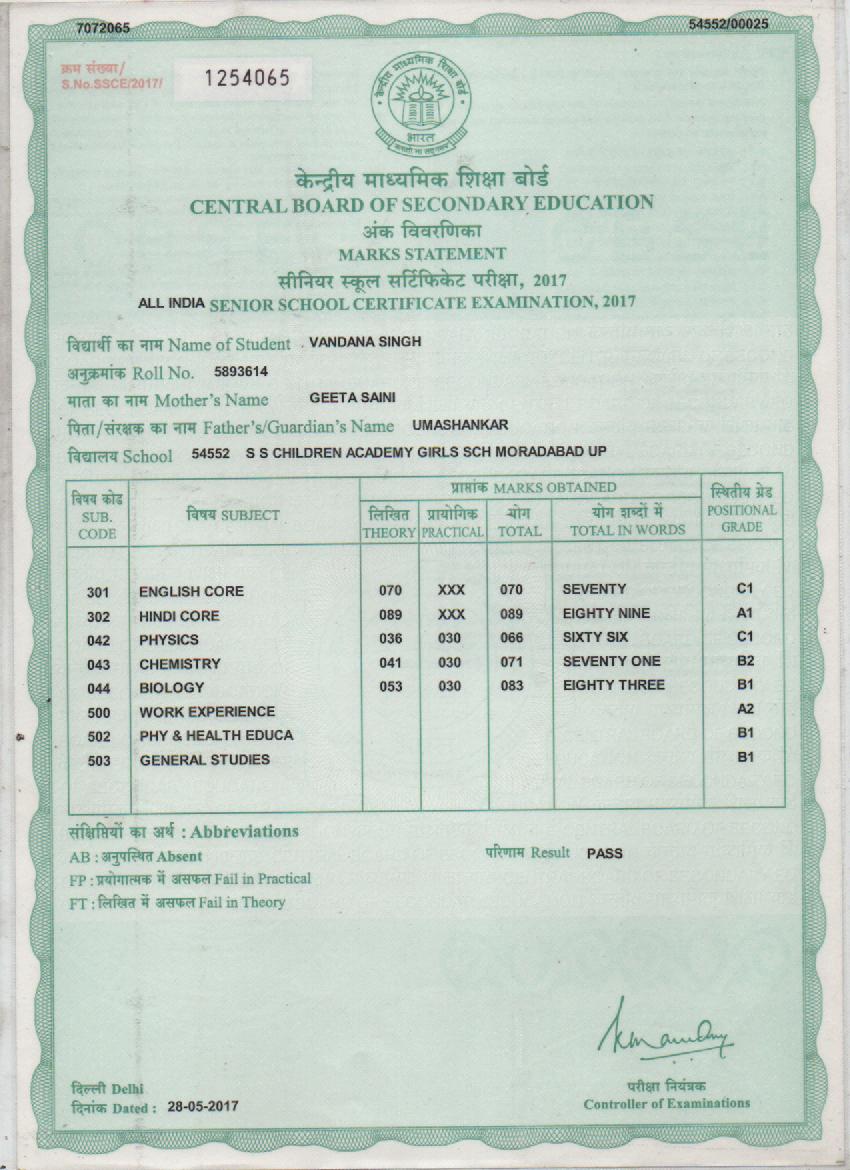 7072065 54552/00025
क्रम संख्या/
S.No.SSCE/2017/ 1254065
केन्द्रीय माध्यमिक शिक्षा बोर्ड
भारत
केन्द्रीय माध्यमिक शिक्षा बोर्ड
CENTRAL BOARD OF SECONDARY EDUCATION
अंक विवरणिका
MARKS STATEMENT
सीनियर स्कूल सर्टिफिकेट परीक्षा, 2017
ALL INDIA SENIOR SCHOOL CERTIFICATE EXAMINATION, 2017
विद्यार्थी का नाम Name of Student VANDANA SINGH
अनुक्रमांक Roll No. 5893614
माता का नाम Mother's Name GEETA SAINI
पिता/संरक्षक का नाम Father's/Guardian's Name UMASHANKAR
विद्यालय School 54552 S S CHILDREN ACADEMY GIRLS SCH MORADABAD UP
विषय कोड SUB. CODE विषय SUBJECT प्राप्तांक MARKS OBTAINED स्थितीय ग्रेड POSITIONAL GRADE
लिखित THEORY प्रायोगिक PRACTICAL योग TOTAL योग शब्दों में TOTAL IN WORDS
301 ENGLISH CORE 070 XXX 070 SEVENTY C1
302 HINDI CORE 089 XXX 089 EIGHTY NINE A1
042 PHYSICS 036 030 066 SIXTY SIX C1
043 CHEMISTRY 041 030 071 SEVENTY ONE B2
044 BIOLOGY 053 030 083 EIGHTY THREE B1
500 WORK EXPERIENCE A2
502 PHY & HEALTH EDUCA B1
503 GENERAL STUDIES B1
संक्षिप्तियों का अर्थ : Abbreviations
AB : अनुपस्थित Absent परिणाम Result PASS
FP : प्रयोगात्मक में असफल Fail in Practical
FT : लिखित में असफल Fail in Theory
दिल्ली Delhi परीक्षा नियंत्रक
दिनांक Dated : 28-05-2017 Controller of Examinations